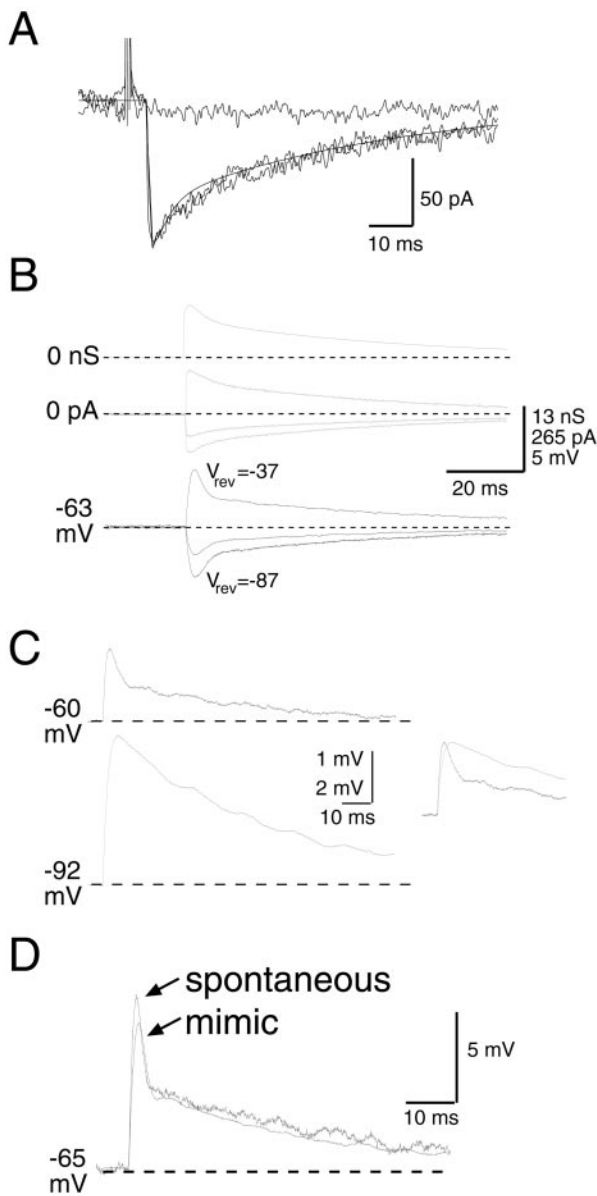 A
50 pA
10 ms
B
0 nS
0 pA
13 nS
265 pA
5 mV
20 ms
Vrev=-37
-63
mV
Vrev=-87
C
-60
mV
1 mV
2 mV
10 ms
-92
mV
D
spontaneous
mimic
5 mV
10 ms
-65
mV